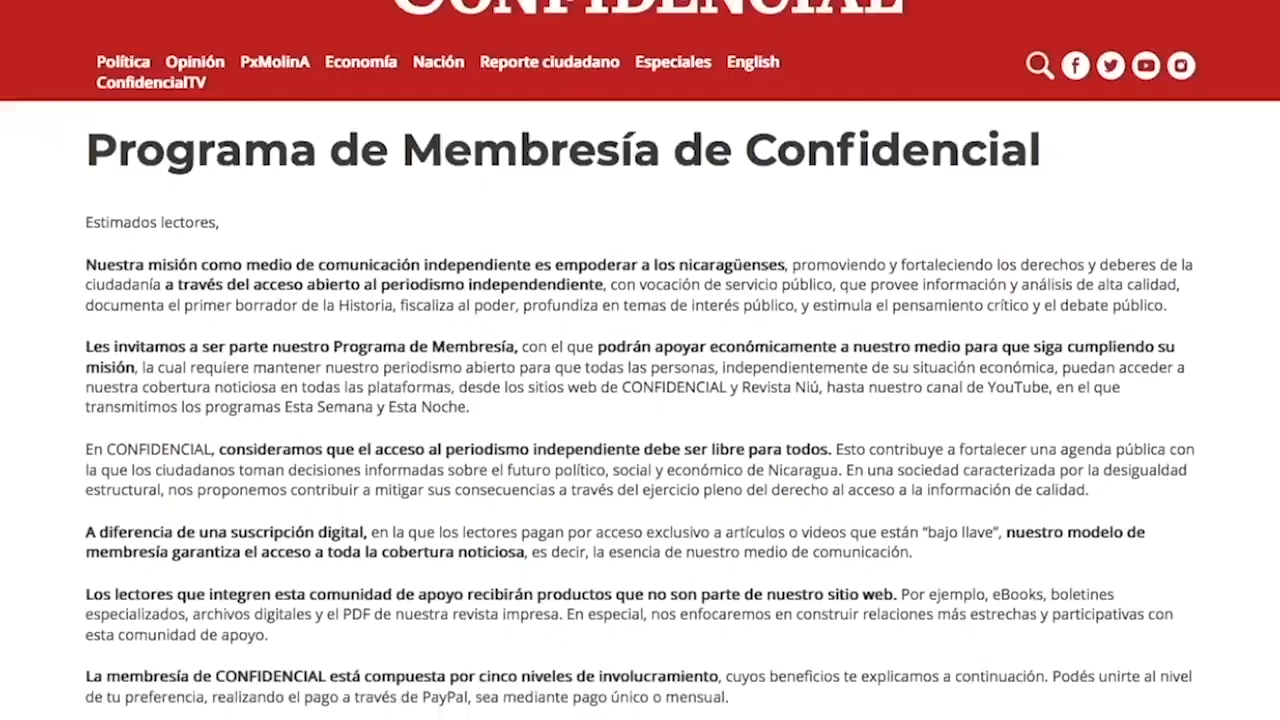 CONFIDENCIAL
Política Opinión PxMolinA Economía Nación Reporte ciudadano Especiales English
ConfidencialTV
Programa de Membresía de Confidencial
Estimados lectores,
Nuestra misión como medio de comunicación independiente es empoderar a los nicaragüenses, promoviendo y fortaleciendo los derechos y deberes de la
ciudadanía a través del acceso abierto al periodismo independendiente, con vocación de servicio público, que provee información y análisis de alta calidad,
documenta el primer borrador de la Historia, fiscaliza al poder, profundiza en temas de interés público, y estimula el pensamiento crítico y el debate público.
Les invitamos a ser parte nuestro Programa de Membresía, con el que podrán apoyar económicamente a nuestro medio para que siga cumpliendo su
misión, la cual requiere mantener nuestro periodismo abierto para que todas las personas, independientemente de su situación económica, puedan acceder a
nuestra cobertura noticiosa en todas las plataformas, desde los sitios web de CONFIDENCIAL y Revista Niú, hasta nuestro canal de YouTube, en el que
transmitimos los programas Esta Semana y Esta Noche.
En CONFIDENCIAL, consideramos que el acceso al periodismo independiente debe ser libre para todos. Esto contribuye a fortalecer una agenda pública con
la que los ciudadanos toman decisiones informadas sobre el futuro político, social y económico de Nicaragua. En una sociedad caracterizada por la desigualdad
estructural, nos proponemos contribuir a mitigar sus consecuencias a través del ejercicio pleno del derecho al acceso a la información de calidad.
A diferencia de una suscripción digital, en la que los lectores pagan por acceso exclusivo a artículos o videos que están “bajo llave”, nuestro modelo de
membresía garantiza el acceso a toda la cobertura noticiosa, es decir, la esencia de nuestro medio de comunicación.
Los lectores que integren esta comunidad de apoyo recibirán productos que no son parte de nuestro sitio web. Por ejemplo, eBooks, boletines
especializados, archivos digitales y el PDF de nuestra revista impresa. En especial, nos enfocaremos en construir relaciones más estrechas y participativas con
esta comunidad de apoyo.
La membresía de CONFIDENCIAL está compuesta por cinco niveles de involucramiento, cuyos beneficios te explicamos a continuación. Podés unirte al nivel
de tu preferencia, realizando el pago a través de PayPal, sea mediante pago único o mensual.